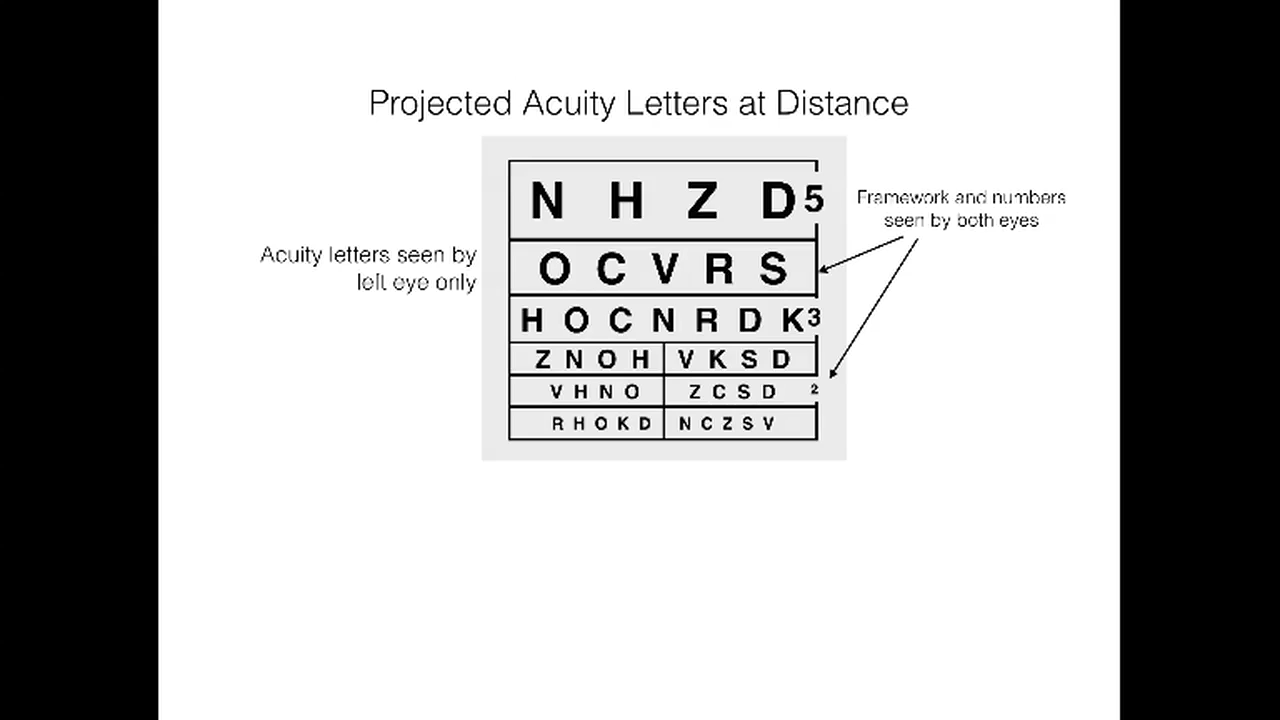 Projected Acuity Letters at Distance
N H Z D 5
Framework and numbers
seen by both eyes
Acuity letters seen by
left eye only
O C V R S
H O C N R D K 3
Z N O H V K S D
V H N O Z C S D 2
R H O K D N C Z S V